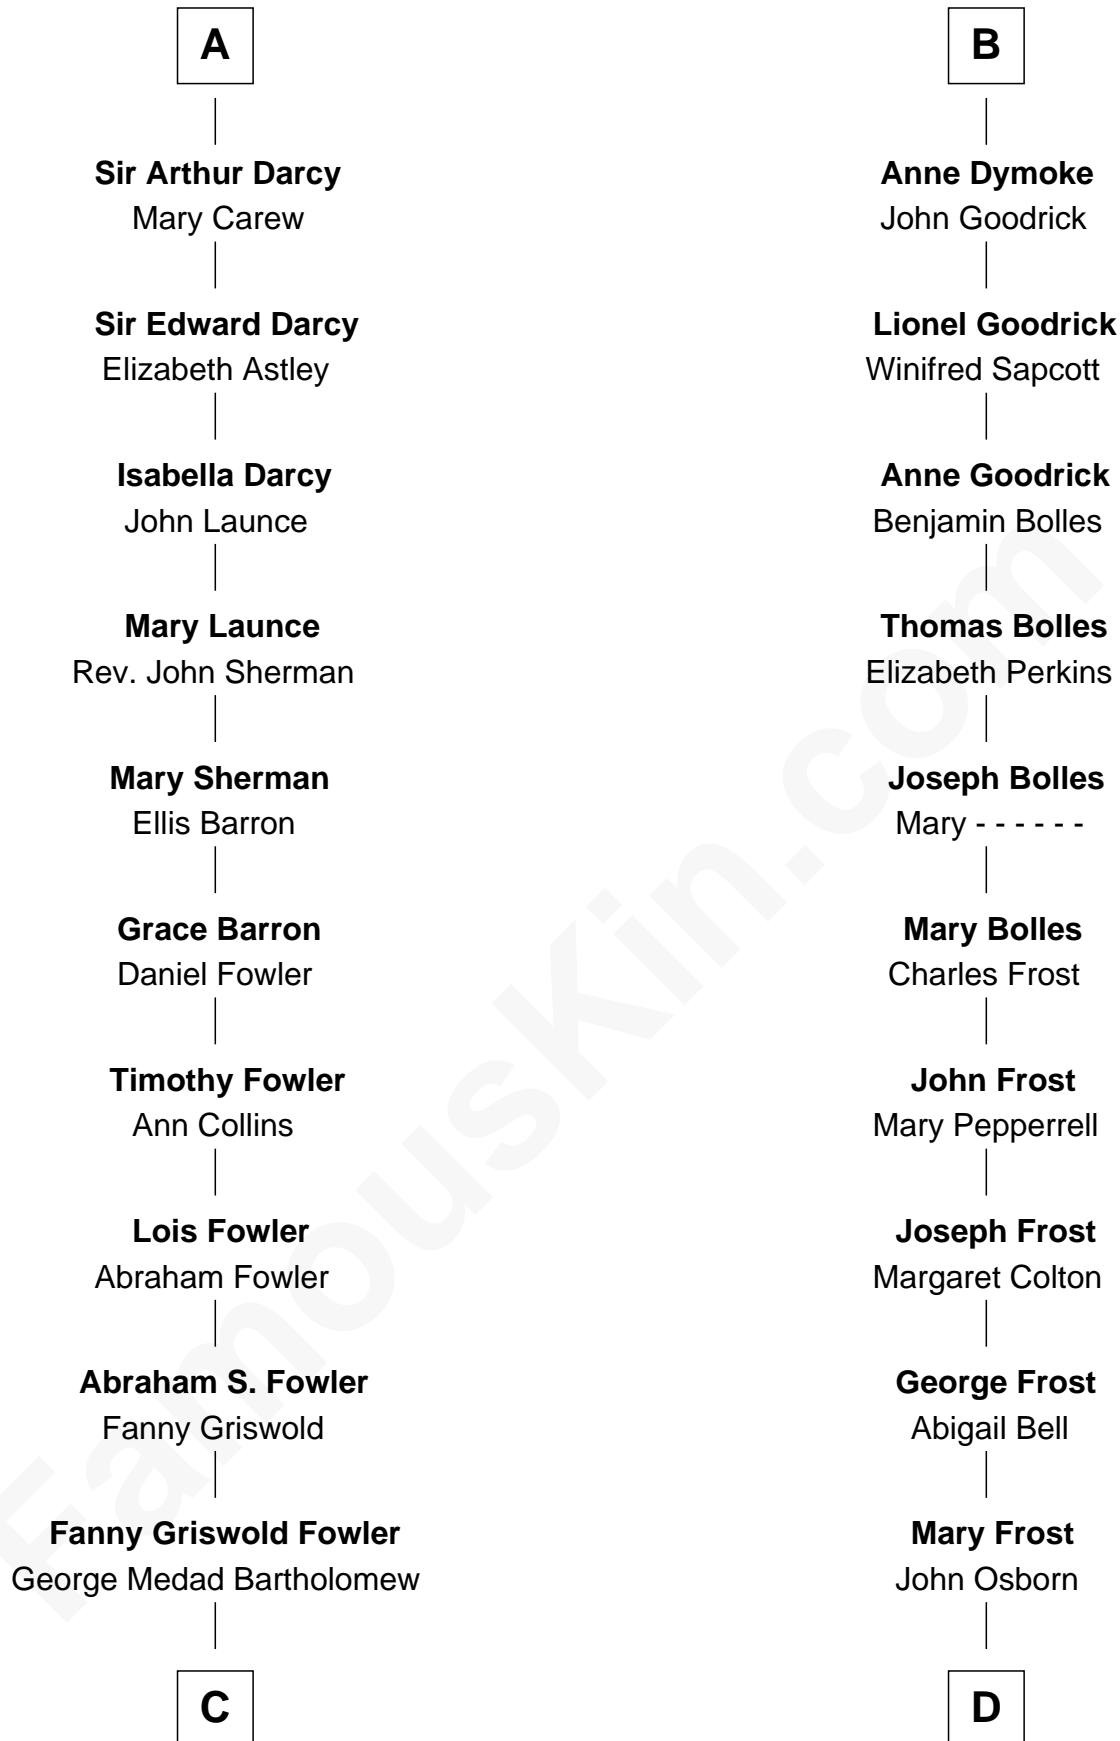 A
Sir Arthur Darcy
Mary Carew
Sir Edward Darcy
Elizabeth Astley
Isabella Darcy
John Launce
Mary Launce
Rev. John Sherman
Mary Sherman
Ellis Barron
Grace Barron
Daniel Fowler
Timothy Fowler
Ann Collins
Lois Fowler
Abraham Fowler
Abraham S. Fowler
Fanny Griswold
Fanny Griswold Fowler
George Medad Bartholomew
C
B
Anne Dymoke
John Goodrick
Lionel Goodrick
Winifred Sapcott
Anne Goodrick
Benjamin Bolles
Thomas Bolles
Elizabeth Perkins
Joseph Bolles
Mary - - - - - -
Mary Bolles
Charles Frost
John Frost
Mary Pepperrell
Joseph Frost
Margaret Colton
George Frost
Abigail Bell
Mary Frost
John Osborn
D
FamousKin.com